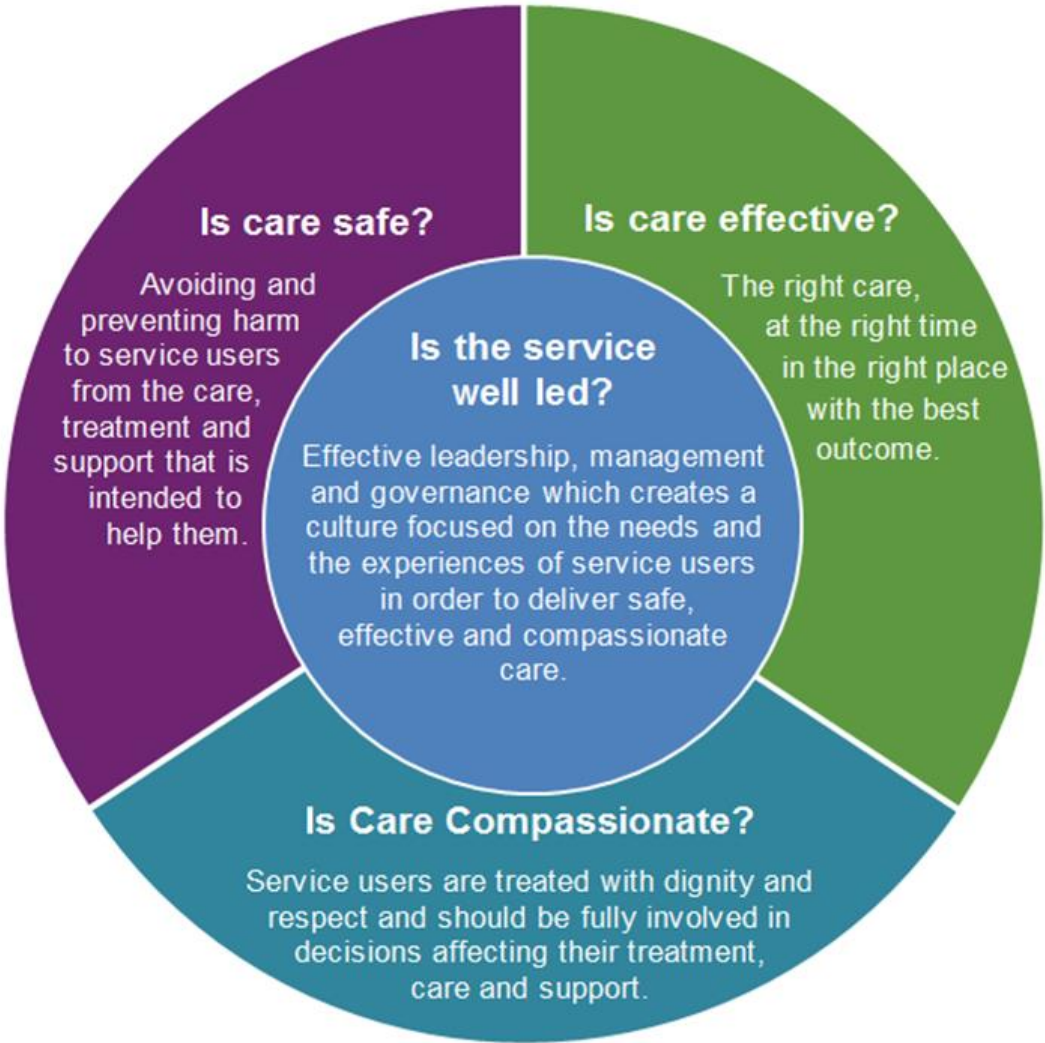 Is care safe?
Avoiding and
preventing harm
to service users
from the care,
treatment and
support that is
intended to
help them.
Is care effective?
The right care,
at the right time
in the right place
with the best
outcome.
Is the service
well led?
Effective leadership, management
and governance which creates a
culture focused on the needs and
the experiences of service users
in order to deliver safe,
effective and compassionate
care.
Is Care Compassionate?
Service users are treated with dignity and
respect and should be fully involved in
decisions affecting their treatment,
care and support.